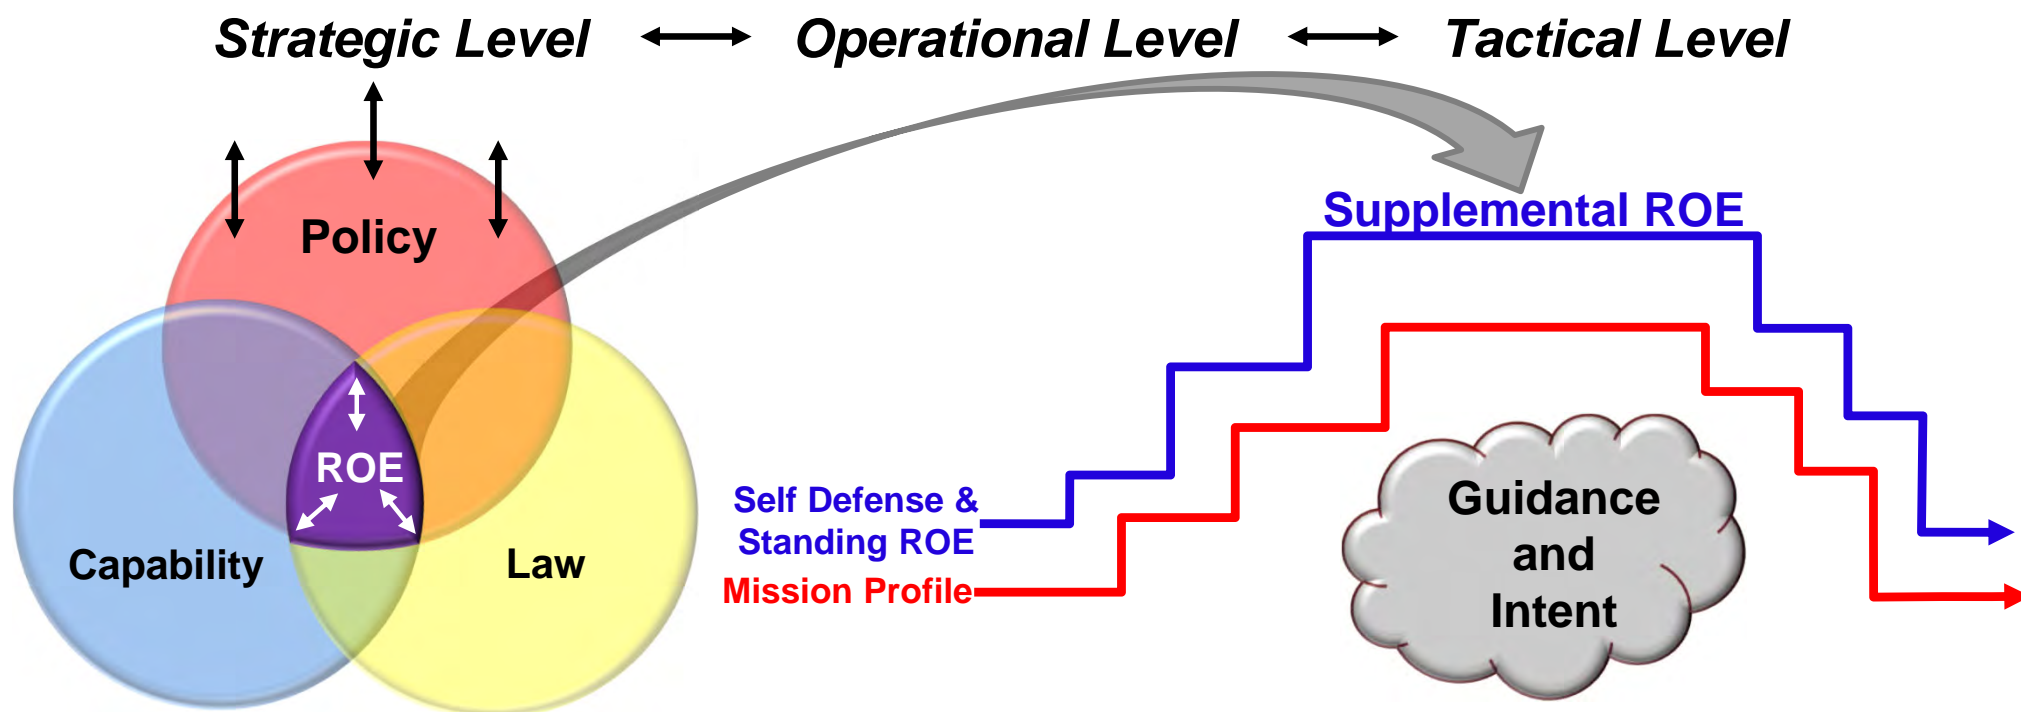 Strategic Level Operational Level Tactical Level
Policy
Capability
Law
ROE
Supplemental ROE
Self Defense &
Standing ROE
Mission Profile
Guidance
and
Intent